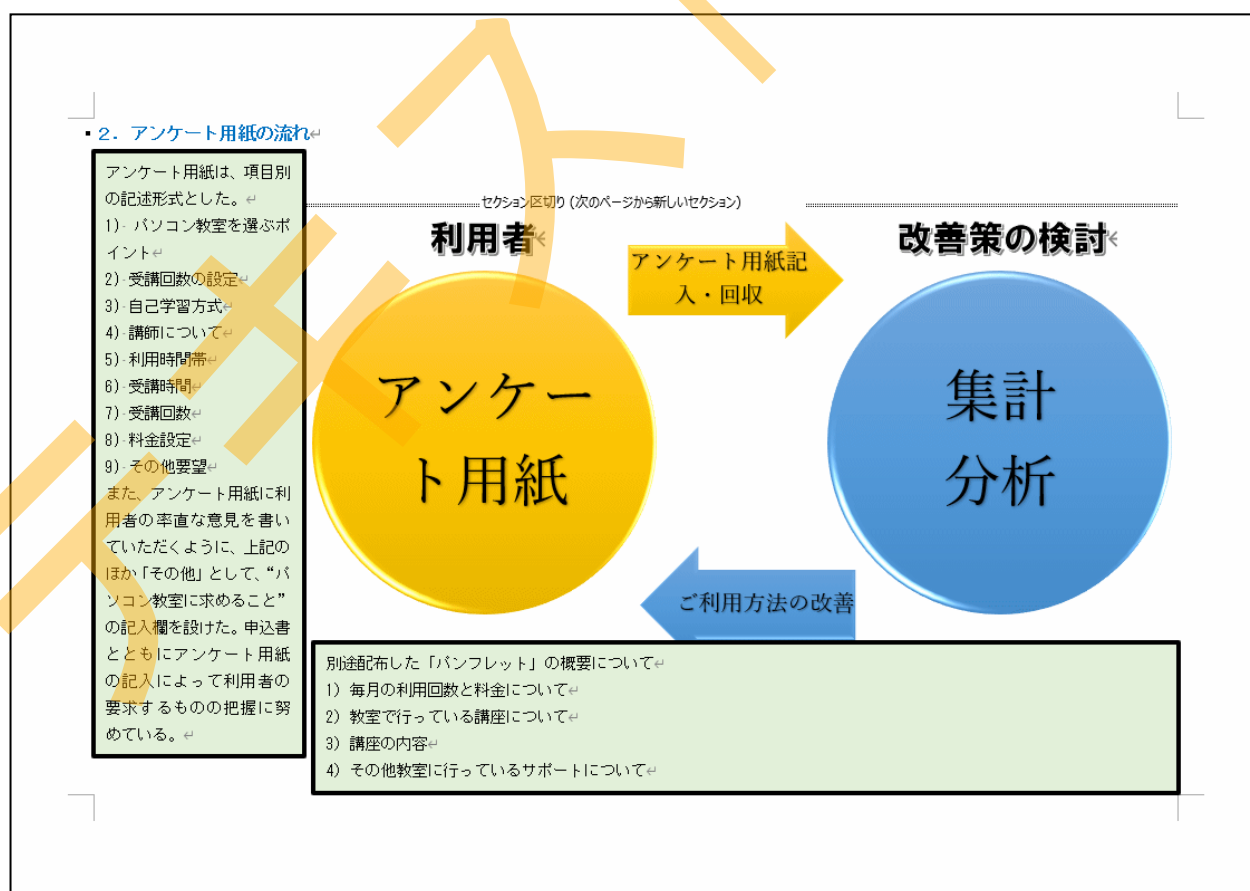 2. アンケート用紙の流れ
アンケート用紙は、項目別
の記述形式とした。
1) パソコン教室を選ぶポ
イント
2) 受講回数の設定
3) 自己学習方式
4) 講師について
5) 利用時間帯
6) 受講時間
7) 受講回数
8) 料金設定
9) その他要望
また、アンケート用紙に利
用者の率直な意見を書い
ていただくように、上記の
ほか「その他」として、“パ
ソコン教室に求めること”
の記入欄を設けた。申込書
とともにアンケート用紙
の記入によって利用者の
要求するものの把握に努
めている。
セクション区切り (次のページから新しいセクション)
利用者
アンケート用紙記
入・回収
改善策の検討
アンケー
ト用紙
集計
分析
ご利用方法の改善
別途配布した「パンフレット」の概要について
1) 毎月の利用回数と料金について
2) 教室で行っている講座について
3) 講座の内容
4) その他教室に行っているサポートについて